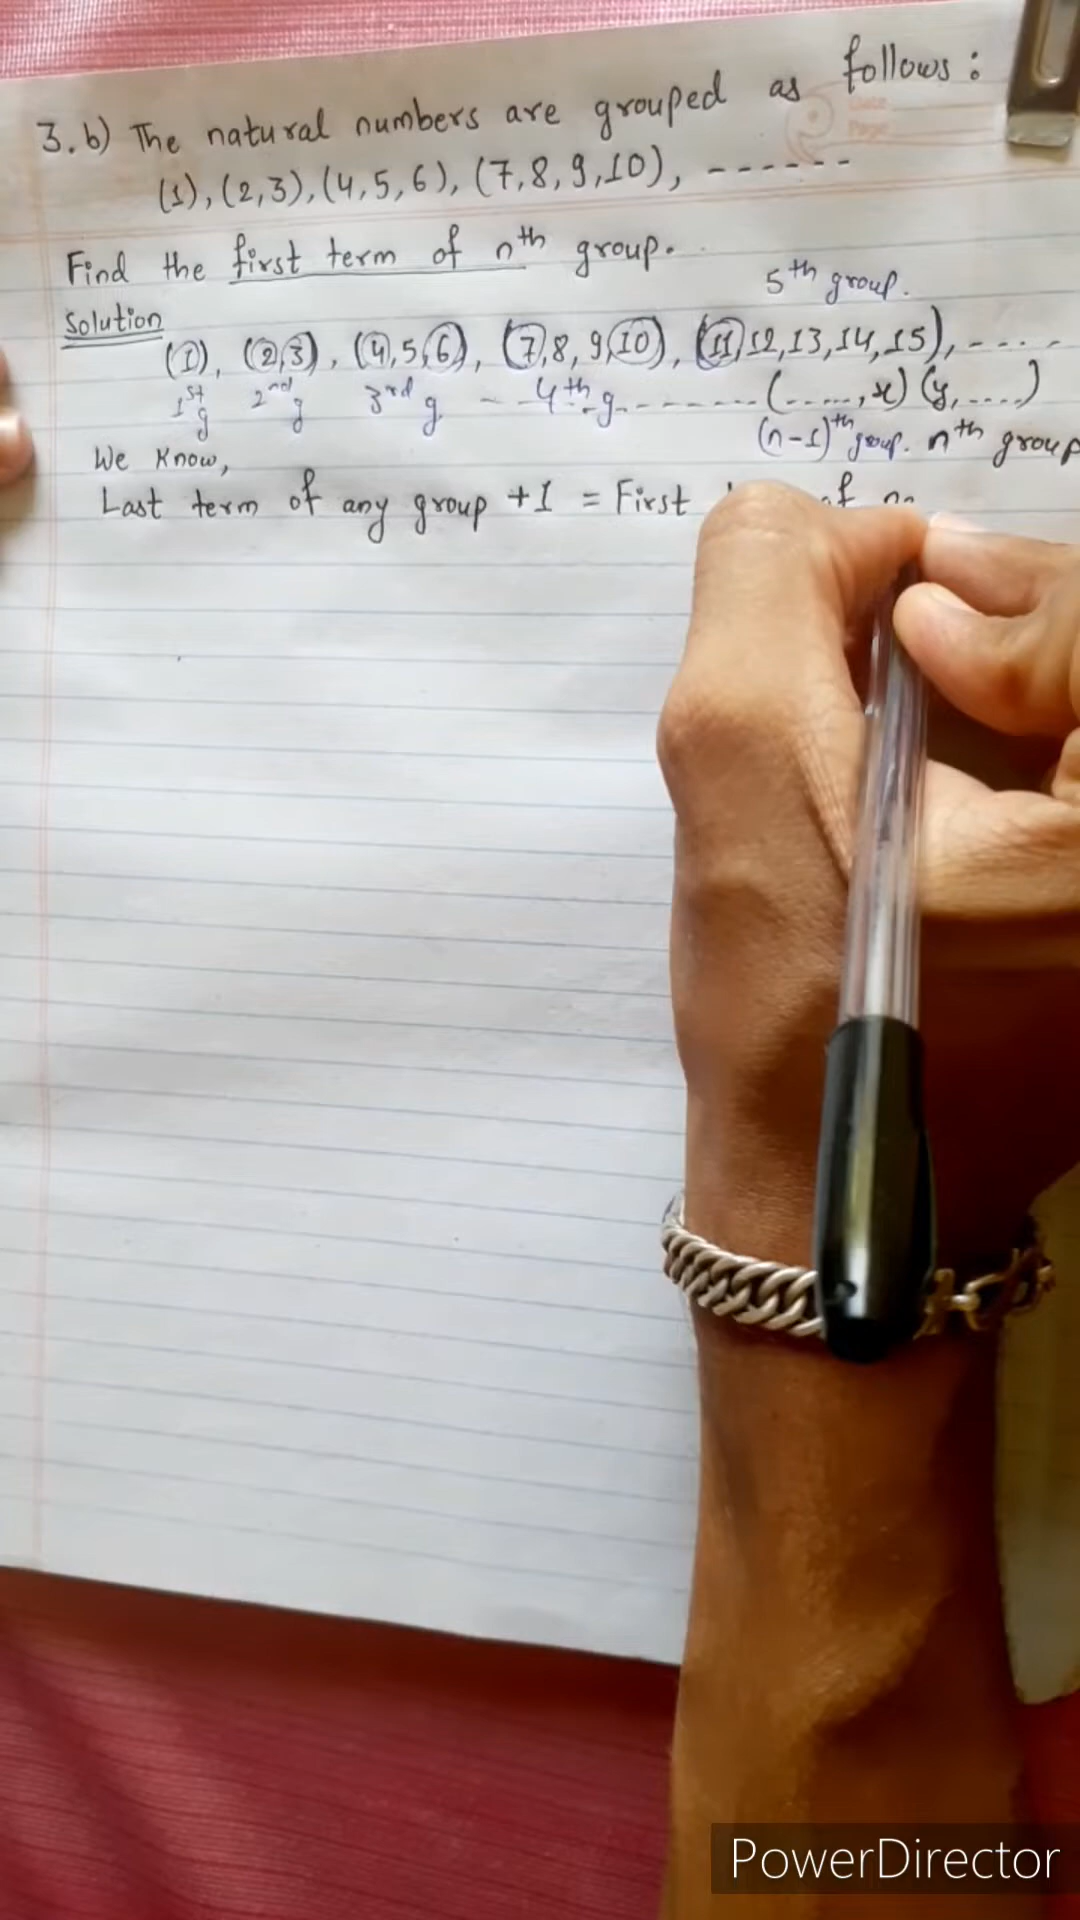 3. b) The natural numbers are grouped as follows:
(1), (2,3), (4,5,6), (7,8,9,10), ------
Find the first term of nth group.
5th group.
Solution
(1), (2,3), (4,5,6), (7,8,9,10), (11,12,13,14,15), -----
1st g 2nd g 3rd g -- 4th g. ------- (.....,x) (y,....)
(n-1)th group. nth group
We know,
Last term of any group +1 = First of
PowerDirector